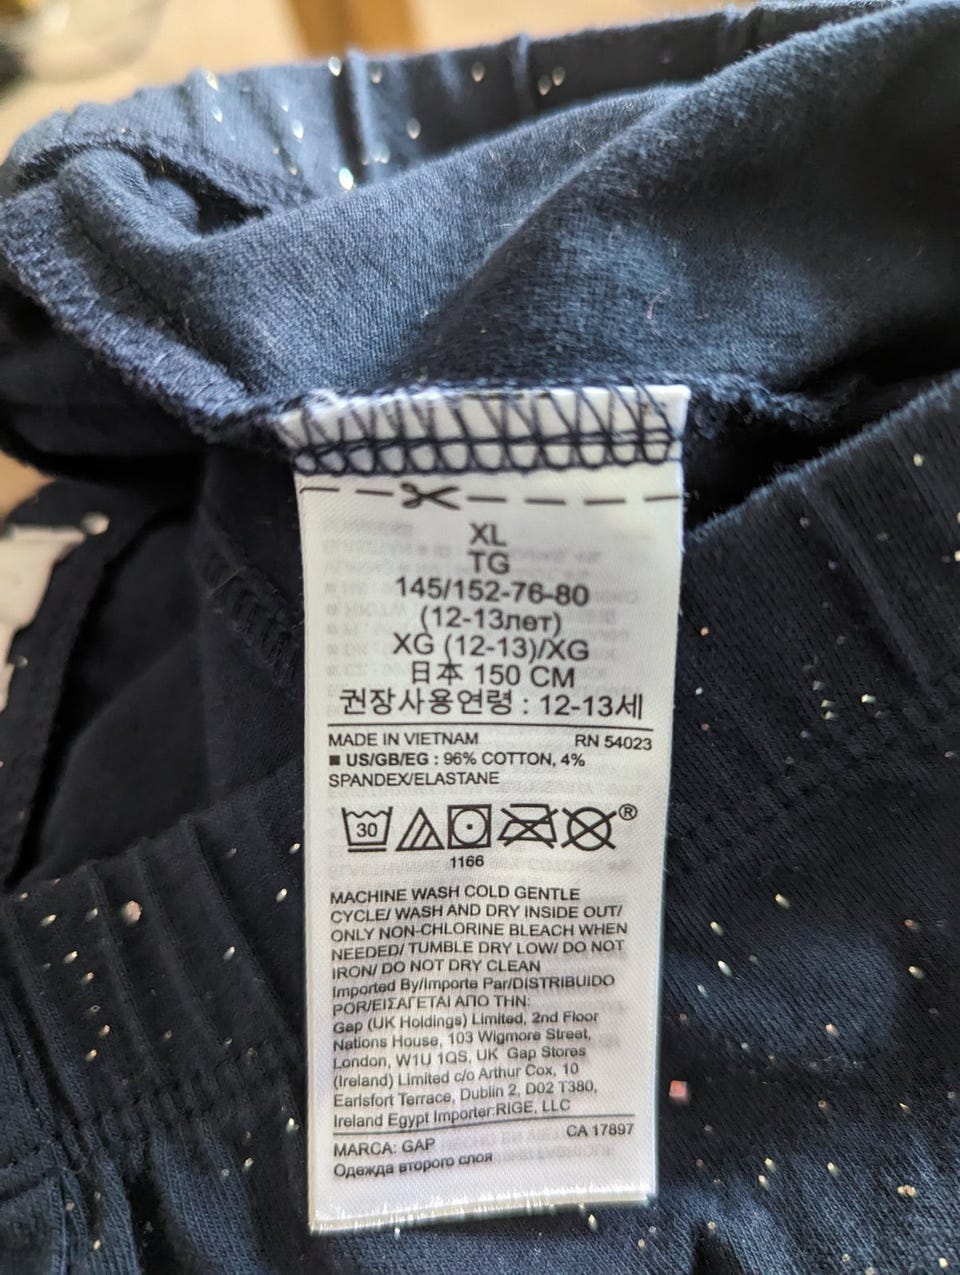 XL
TG
145/152-76-80
(12-13лет)
XG (12-13)/XG
日本 150 CM
권장사용연령 : 12-13세
MADE IN VIETNAM RN 54023
■ US/GB/EG : 96% COTTON, 4%
SPANDEX/ELASTANE
30 ®
1166
MACHINE WASH COLD GENTLE
CYCLE/ WASH AND DRY INSIDE OUT/
ONLY NON-CHLORINE BLEACH WHEN
NEEDED/ TUMBLE DRY LOW/ DO NOT
IRON/ DO NOT DRY CLEAN
Imported By/Importe Par/DISTRIBUIDO
POR/ΕΙΣΑΓΕΤΑΙ ΑΠΟ ΤΗΝ:
Gap (UK Holdings) Limited, 2nd Floor
Nations House, 103 Wigmore Street,
London, W1U 1QS, UK Gap Stores
(Ireland) Limited c/o Arthur Cox, 10
Earlsfort Terrace, Dublin 2, D02 T380,
Ireland Egypt Importer:RIGE, LLC
MARCA: GAP CA 17897
Одежда второго слоя